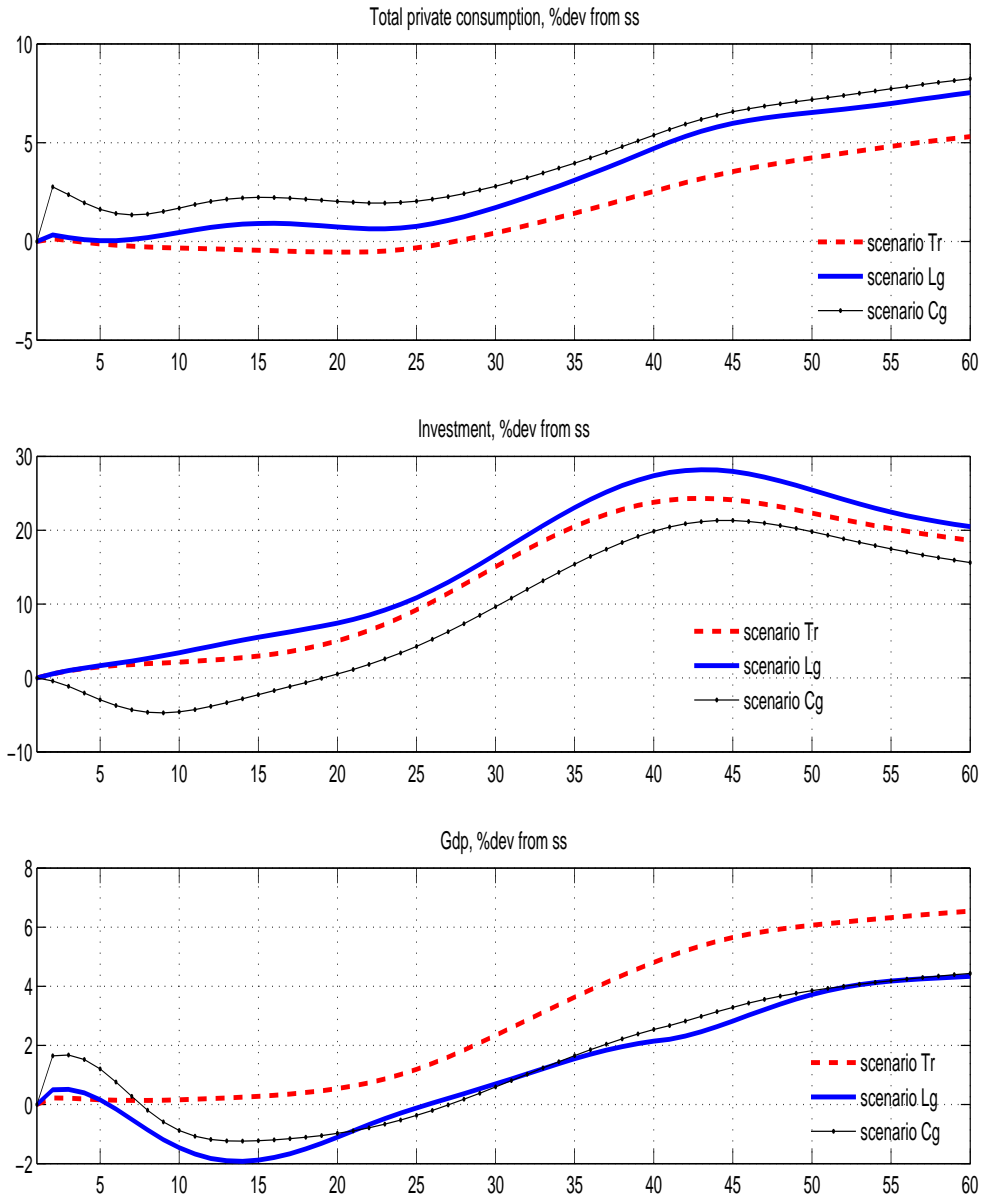 Total private consumption, %dev from ss
10
5
0
−5
scenario Tr
scenario Lg
scenario Cg
5 10 15 20 25 30 35 40 45 50 55 60
Investment, %dev from ss
30
20
10
0
−10
scenario Tr
scenario Lg
scenario Cg
5 10 15 20 25 30 35 40 45 50 55 60
Gdp, %dev from ss
8
6
4
2
0
−2
scenario Tr
scenario Lg
scenario Cg
5 10 15 20 25 30 35 40 45 50 55 60